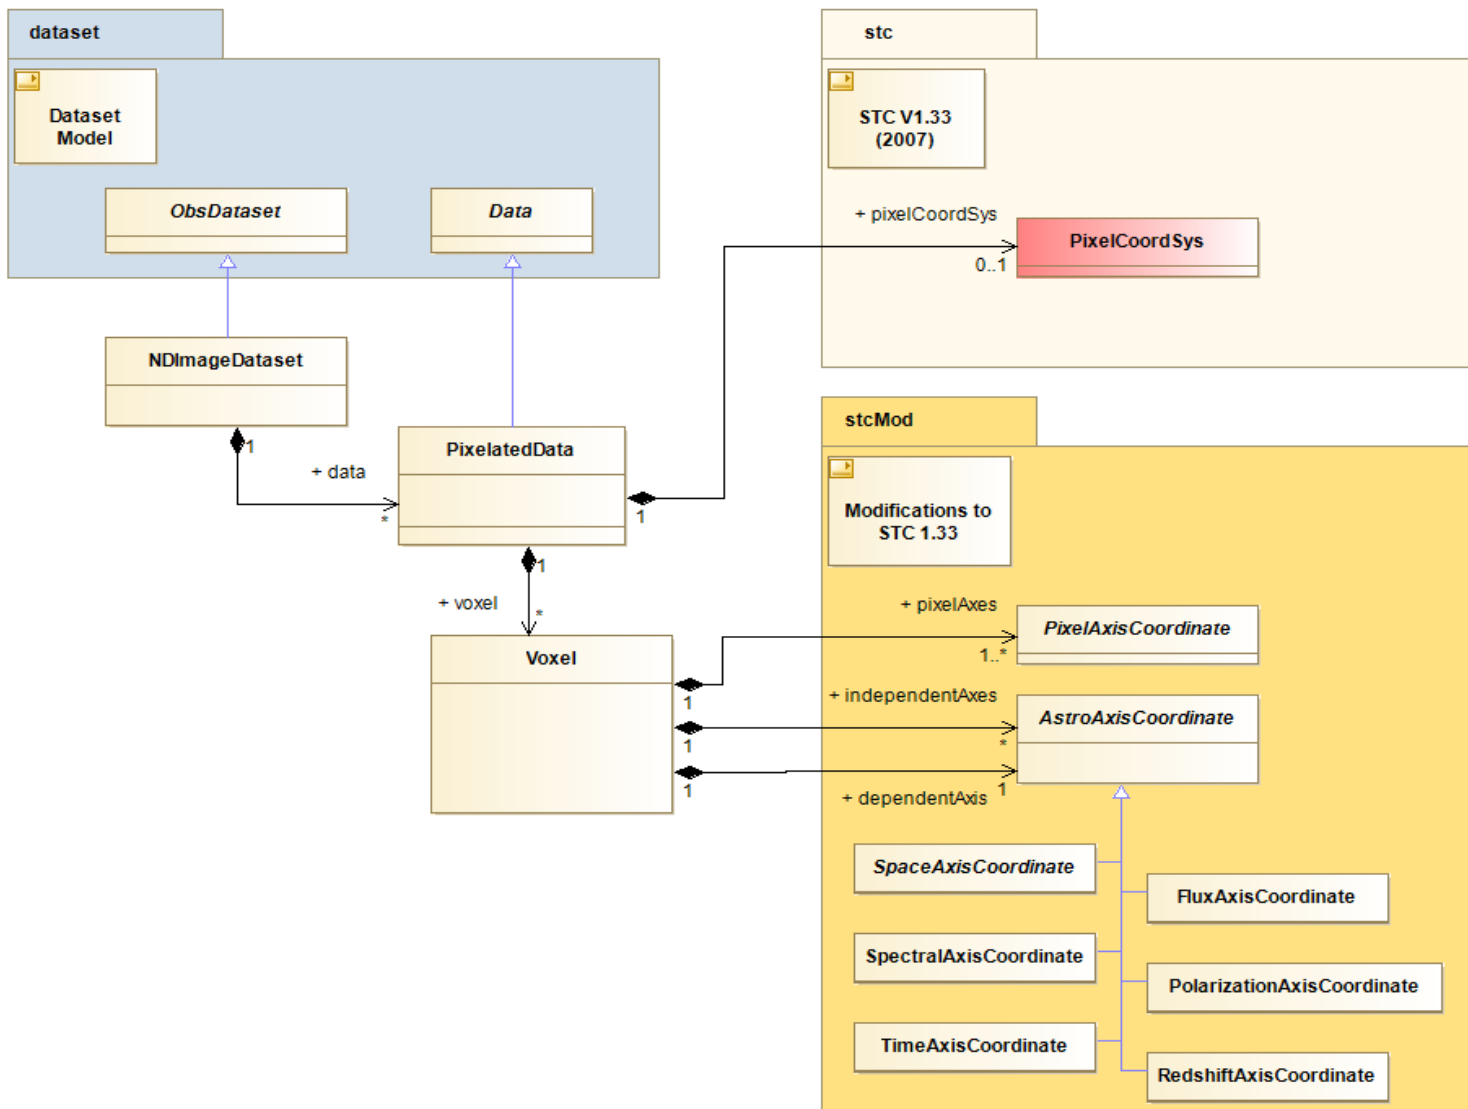 dataset
Dataset
Model
ObsDataset
Data
NDImageDataset
1
+ data
*
PixelatedData
1
1
+ voxel
*
Voxel
1
1
1
stc
STC V1.33
(2007)
+ pixelCoordSys
0..1
PixelCoordSys
stcMod
Modifications to
STC 1.33
+ pixelAxes
1..*
PixelAxisCoordinate
+ independentAxes
*
AstroAxisCoordinate
1
+ dependentAxis
SpaceAxisCoordinate
FluxAxisCoordinate
SpectralAxisCoordinate
PolarizationAxisCoordinate
TimeAxisCoordinate
RedshiftAxisCoordinate